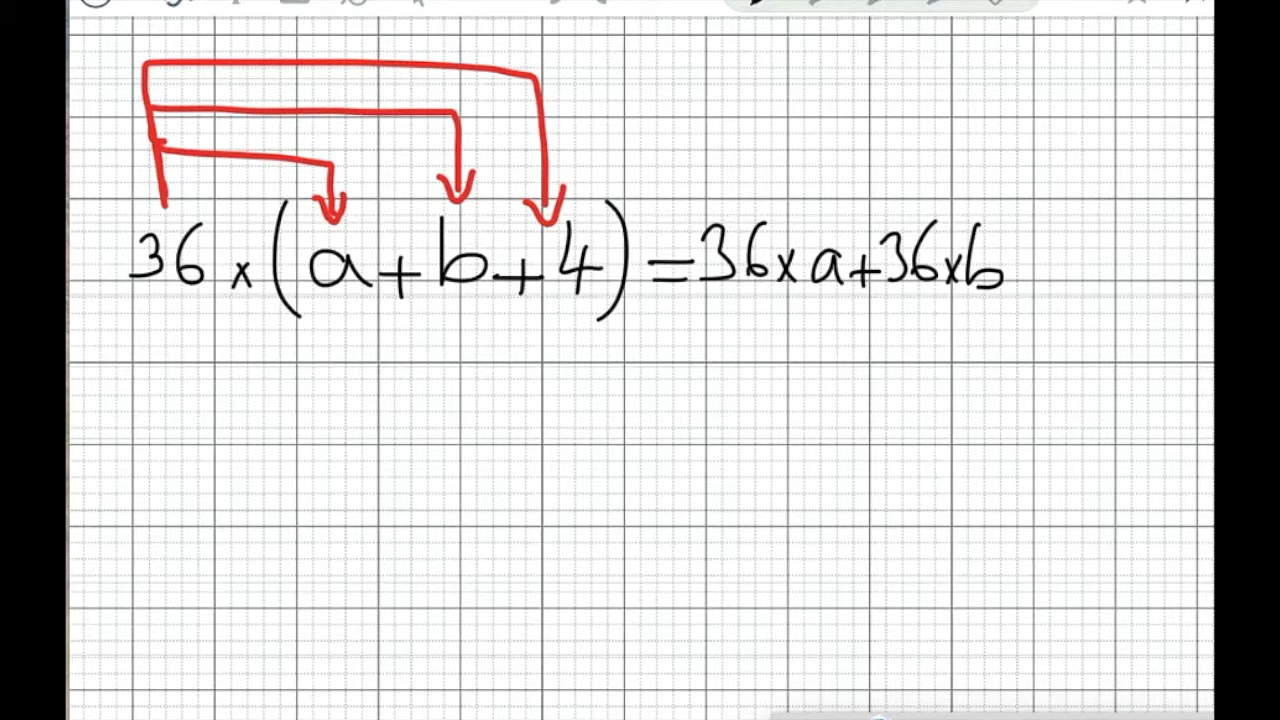 36 × (a + b + 4) = 36 × a + 36 × b